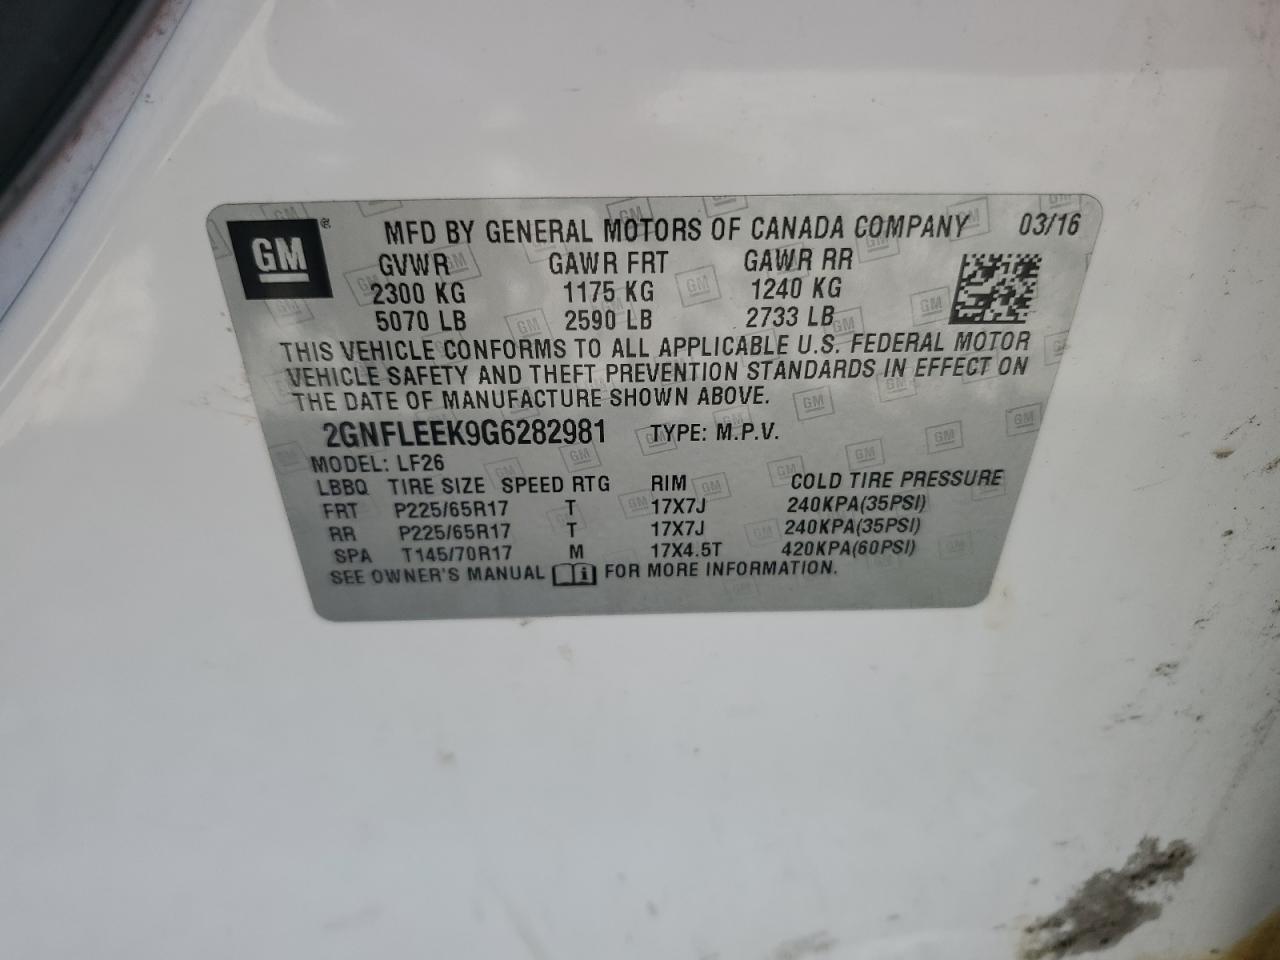 GM ® MFD BY GENERAL MOTORS OF CANADA COMPANY 03/16
GVWR GAWR FRT GAWR RR
2300 KG 1175 KG 1240 KG
5070 LB 2590 LB 2733 LB
THIS VEHICLE CONFORMS TO ALL APPLICABLE U.S. FEDERAL MOTOR
VEHICLE SAFETY AND THEFT PREVENTION STANDARDS IN EFFECT ON
THE DATE OF MANUFACTURE SHOWN ABOVE.
2GNFLEEK9G6282981 TYPE: M.P.V.
MODEL: LF26
LBBQ TIRE SIZE SPEED RTG RIM COLD TIRE PRESSURE
FRT P225/65R17 T 17X7J 240KPA(35PSI)
RR P225/65R17 T 17X7J 240KPA(35PSI)
SPA T145/70R17 M 17X4.5T 420KPA(60PSI)
SEE OWNER'S MANUAL i FOR MORE INFORMATION.